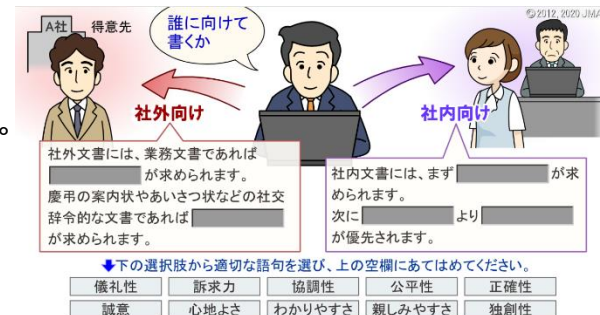 ©2012, 2020 JMA
A社 得意先
誰に向けて
書くか
。
社外向け
社内向け
社外文書には、業務文書であれば
が求められます。
慶弔の案内状やあいさつ状などの社交
辞令的な文書であれば
が求められます。
社内文書には、まず が求
められます。
次に より
が優先されます。
下の選択肢から適切な語句を選び、上の空欄にあてはめてください。
儀礼性 訴求力 協調性 公平性 正確性
誠意 心地よさ わかりやすさ 親しみやすさ 独創性